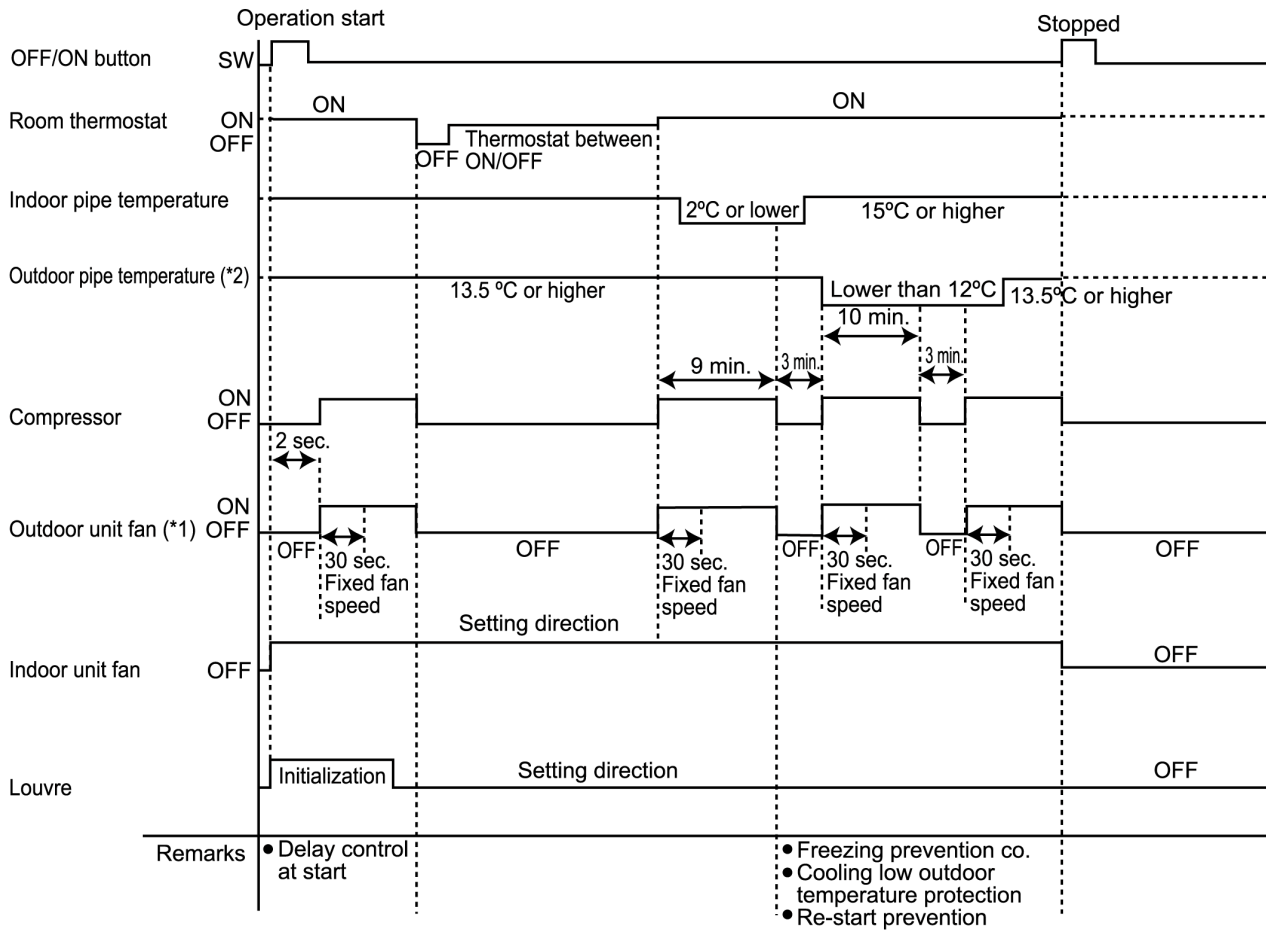 Operation start
Stopped
OFF/ON button
SW
ON
ON
Room thermostat
ON
OFF
OFF
Thermostat between
ON/OFF
Indoor pipe temperature
2ºC or lower
15ºC or higher
Outdoor pipe temperature (*2)
13.5 ºC or higher
Lower than 12ºC
13.5ºC or higher
10 min.
9 min.
3 min.
3 min.
ON
Compressor
OFF
2 sec.
ON
Outdoor unit fan (*1)
OFF
OFF
OFF
OFF
OFF
OFF
30 sec.
Fixed fan
speed
30 sec.
Fixed fan
speed
30 sec.
Fixed fan
speed
30 sec.
Fixed fan
speed
Setting direction
Indoor unit fan
OFF
OFF
Louvre
Initialization
Setting direction
OFF
Remarks
● Delay control
at start
● Freezing prevention co.
● Cooling low outdoor
temperature protection
● Re-start prevention